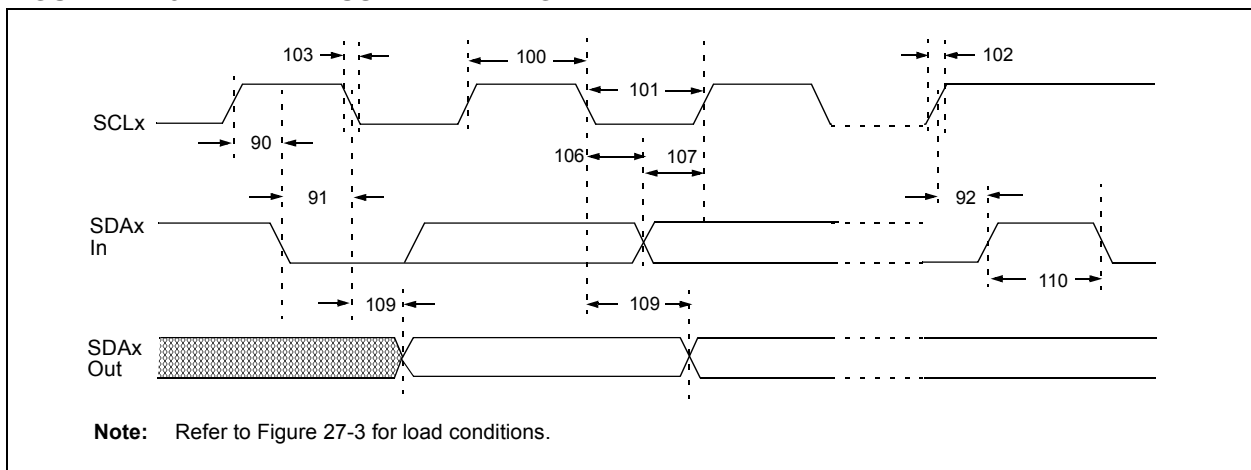 103
100
102
101
SCLx
90
106
107
91
92
SDAx
In
110
109
109
SDAx
Out
Note: Refer to Figure 27-3 for load conditions.